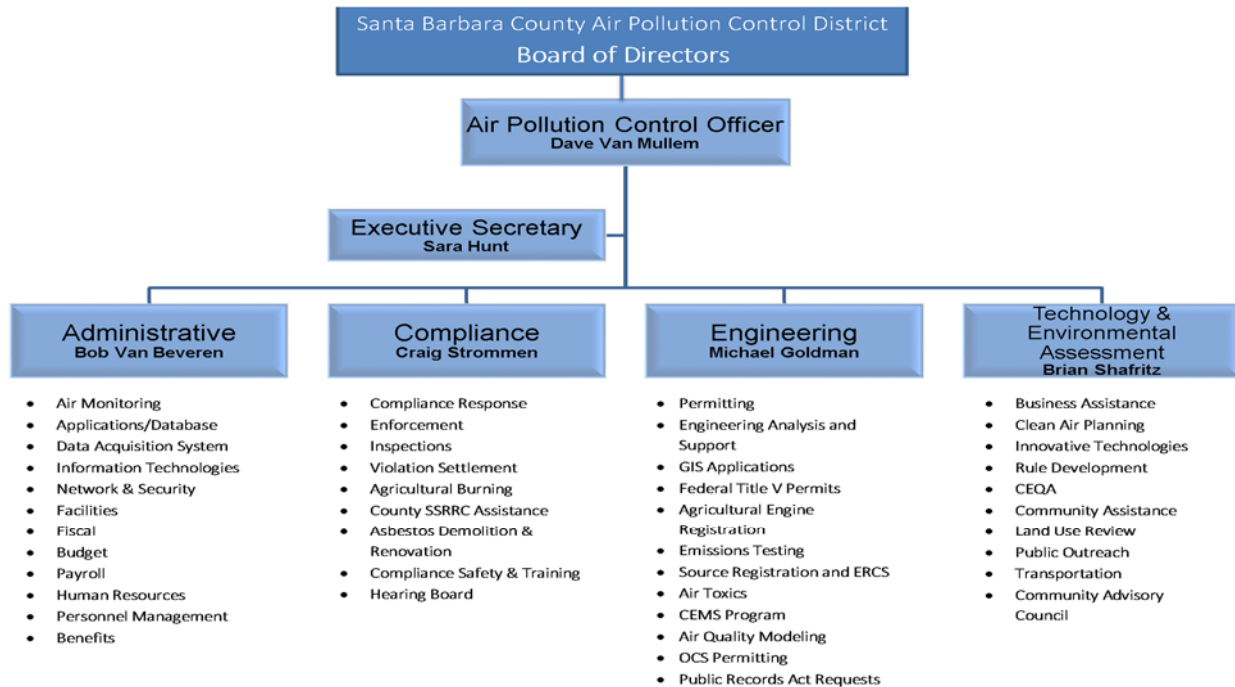 Santa Barbara County Air Pollution Control District
Board of Directors
Air Pollution Control Officer
Dave Van Mullem
Executive Secretary
Sara Hunt
Administrative
Bob Van Beveren
• Air Monitoring
• Applications/Database
• Data Acquisition System
• Information Technologies
• Network & Security
• Facilities
• Fiscal
• Budget
• Payroll
• Human Resources
• Personnel Management
• Benefits
Compliance
Craig Strommen
• Compliance Response
• Enforcement
• Inspections
• Violation Settlement
• Agricultural Burning
• County SSRRC Assistance
• Asbestos Demolition &
Renovation
• Compliance Safety & Training
• Hearing Board
Engineering
Michael Goldman
• Permitting
• Engineering Analysis and
Support
• GIS Applications
• Federal Title V Permits
• Agricultural Engine
Registration
• Emissions Testing
• Source Registration and ERCS
• Air Toxics
• CEMS Program
• Air Quality Modeling
• OCS Permitting
• Public Records Act Requests
Technology &
Environmental
Assessment
Brian Shafritz
• Business Assistance
• Clean Air Planning
• Innovative Technologies
• Rule Development
• CEQA
• Community Assistance
• Land Use Review
• Public Outreach
• Transportation
• Community Advisory
Council